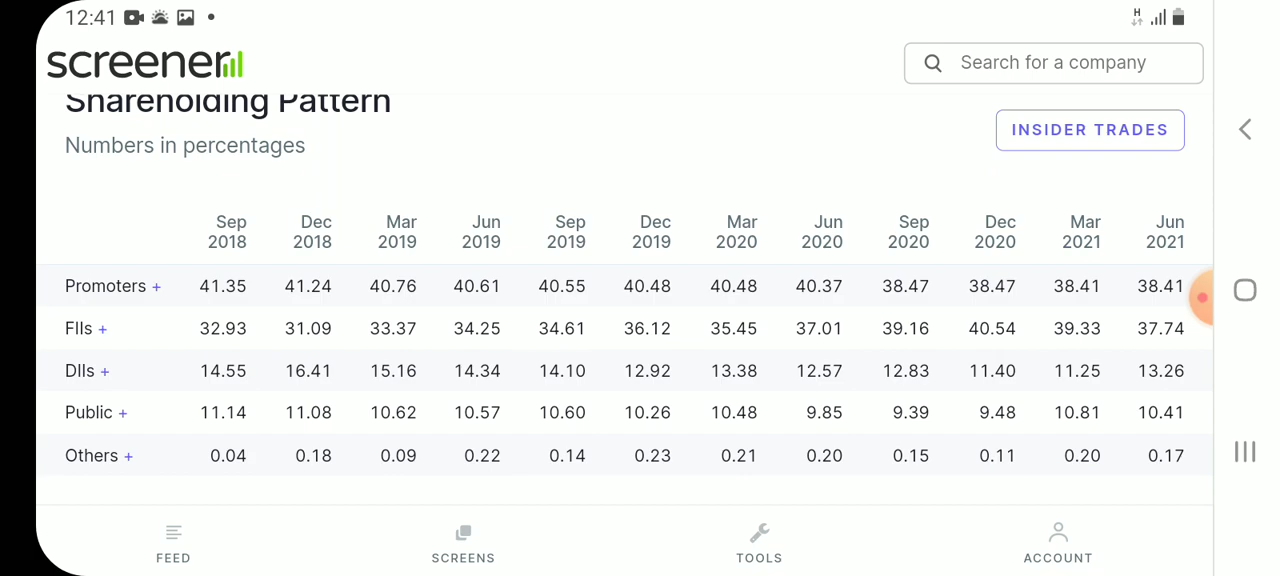 12:41
H
screener
Search for a company
Shareholding Pattern
Numbers in percentages
INSIDER TRADES
Sep 2018 Dec 2018 Mar 2019 Jun 2019 Sep 2019 Dec 2019 Mar 2020 Jun 2020 Sep 2020 Dec 2020 Mar 2021 Jun 2021
Promoters + 41.35 41.24 40.76 40.61 40.55 40.48 40.48 40.37 38.47 38.47 38.41 38.41
FIIs + 32.93 31.09 33.37 34.25 34.61 36.12 35.45 37.01 39.16 40.54 39.33 37.74
DIIs + 14.55 16.41 15.16 14.34 14.10 12.92 13.38 12.57 12.83 11.40 11.25 13.26
Public + 11.14 11.08 10.62 10.57 10.60 10.26 10.48 9.85 9.39 9.48 10.81 10.41
Others + 0.04 0.18 0.09 0.22 0.14 0.23 0.21 0.20 0.15 0.11 0.20 0.17
FEED SCREENS TOOLS ACCOUNT